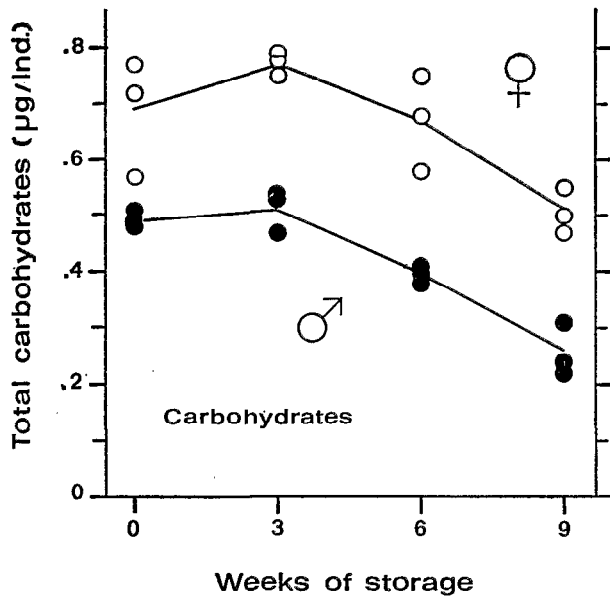 Total carbohydrates (µg/Ind.)
.8
.6
.4
.2
0
♀
♂
Carbohydrates
0 3 6 9
Weeks of storage